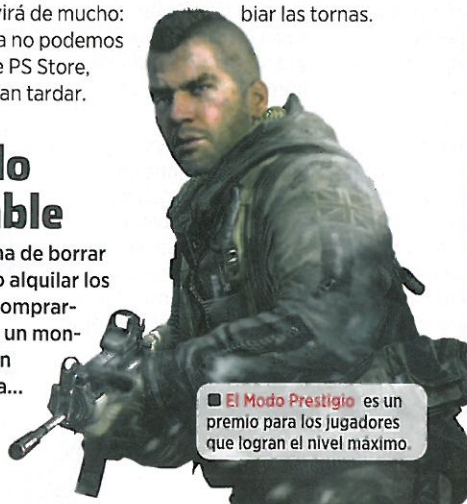 virá de mucho:
a no podemos
e PS Store,
an tardar.
lo
ble
na de borrar
o alquilar los
comprar-
un mon-
n
a...
biar las tornas.
El Modo Prestigio es un
premio para los jugadores
que logran el nivel máximo.